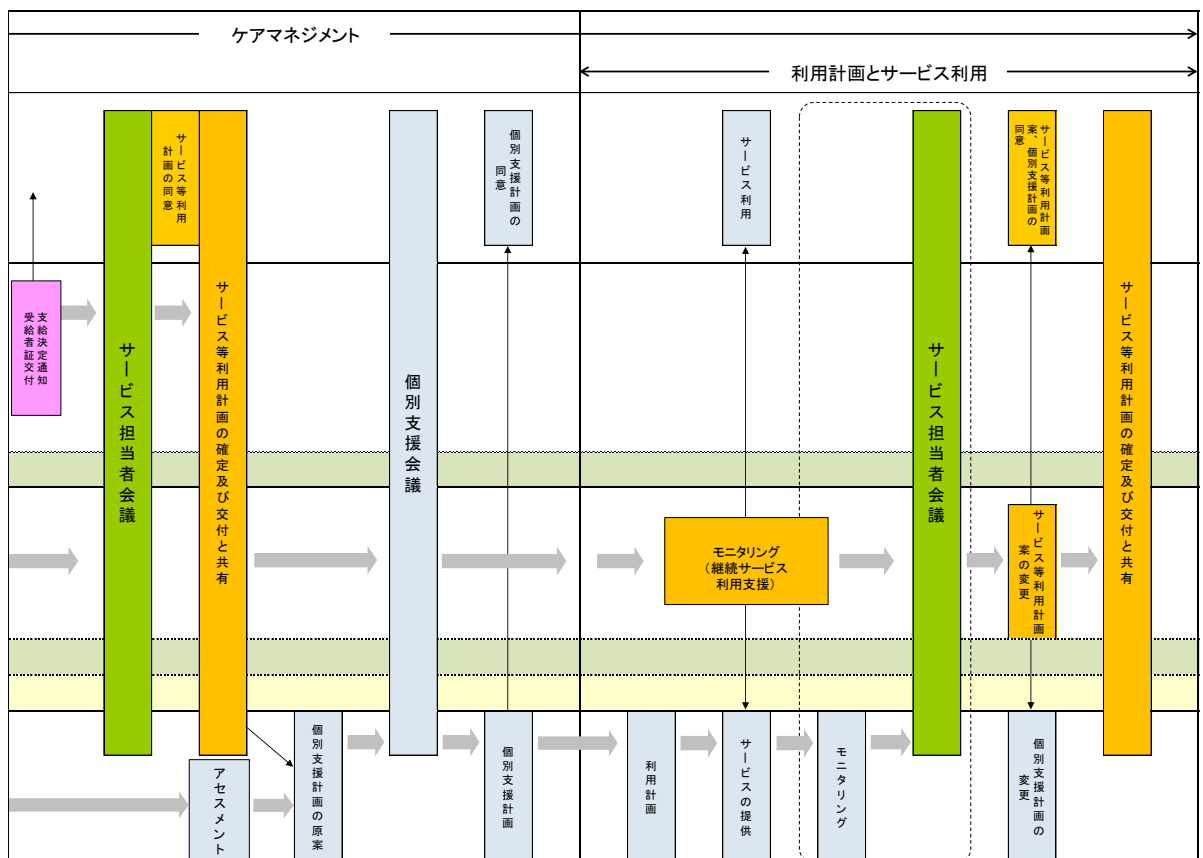 ケアマネジメント
利用計画とサービス利用
サービス担当者会議
サービス等利用
計画の同意
サービス等利用計画の確定及び交付と共有
個別支援会議
個別支援計画の
同意
サービス利用
サービス担当者会議
サービス等利用計画
案、個別支援計画の
同意
サービス等利用計画の確定及び交付と共有
支給決定通知
受給者証交付
モニタリング
(継続サービス
利用支援)
サービス等利用計画
案の変更
アセスメント
個別支援計画の原案
個別支援計画
利用計画
サービスの提供
モニタリング
個別支援計画の
変更